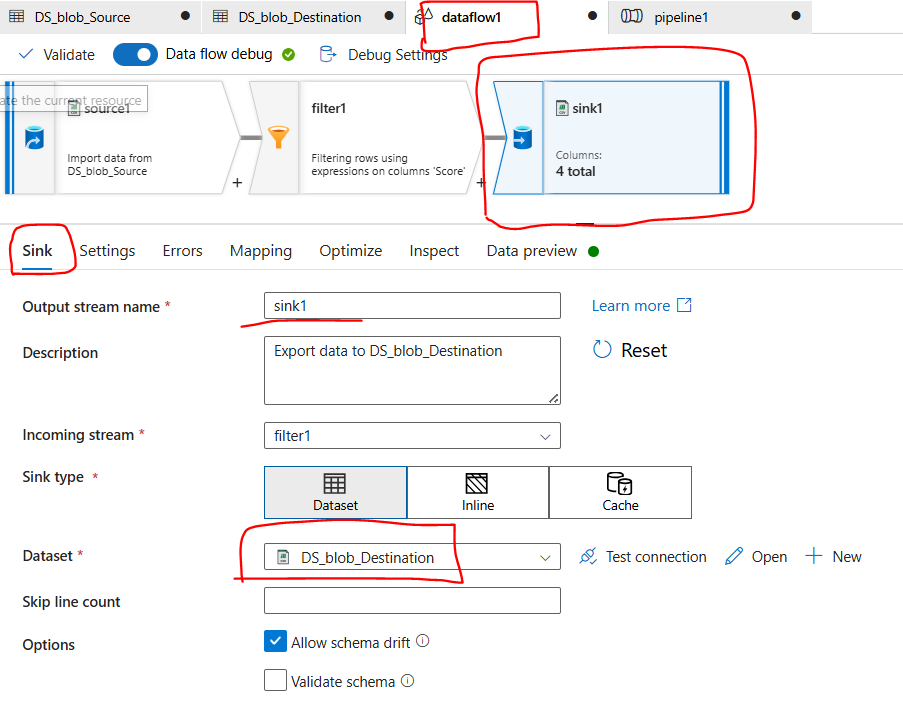 DS_blob_Source
DS_blob_Destination
dataflow1
pipeline1
Validate
Data flow debug
Debug Settings
ate the current resource
source1
Import data from
DS_blob_Source
+
filter1
Filtering rows using
expressions on columns 'Score'
+
sink1
Columns:
4 total
Sink
Settings
Errors
Mapping
Optimize
Inspect
Data preview
Output stream name *
sink1
Learn more
Description
Export data to DS_blob_Destination
Reset
Incoming stream *
filter1
Sink type *
Dataset
Inline
Cache
Dataset *
DS_blob_Destination
Test connection
Open
New
Skip line count
Options
Allow schema drift
Validate schema